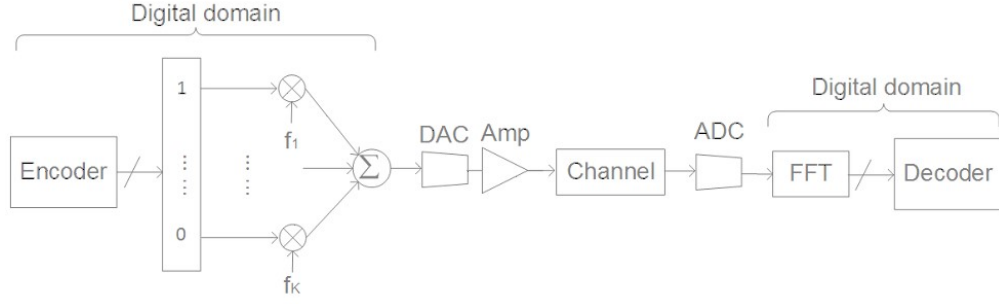 Digital domain
Digital domain
1
f1
DAC Amp
ADC
Encoder
Σ
Channel
FFT
Decoder
0
fK